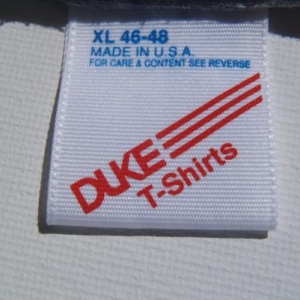 XL 46-48
MADE IN U.S.A.
FOR CARE & CONTENT SEE REVERSE
DUKE
T-Shirts